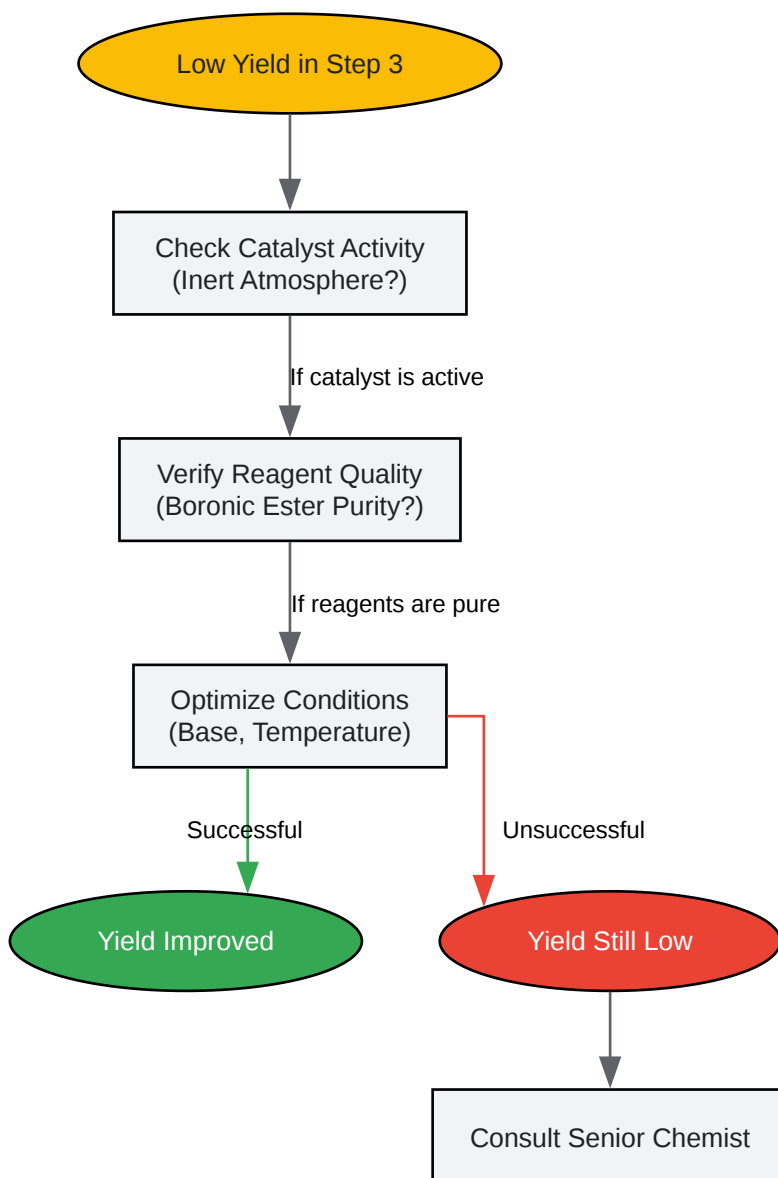 Low Yield in Step 3
Check Catalyst Activity
(Inert Atmosphere?)
If catalyst is active
Verify Reagent Quality
(Boronic Ester Purity?)
If reagents are pure
Optimize Conditions
(Base, Temperature)
Successful
Unsuccessful
Yield Improved
Yield Still Low
Consult Senior Chemist